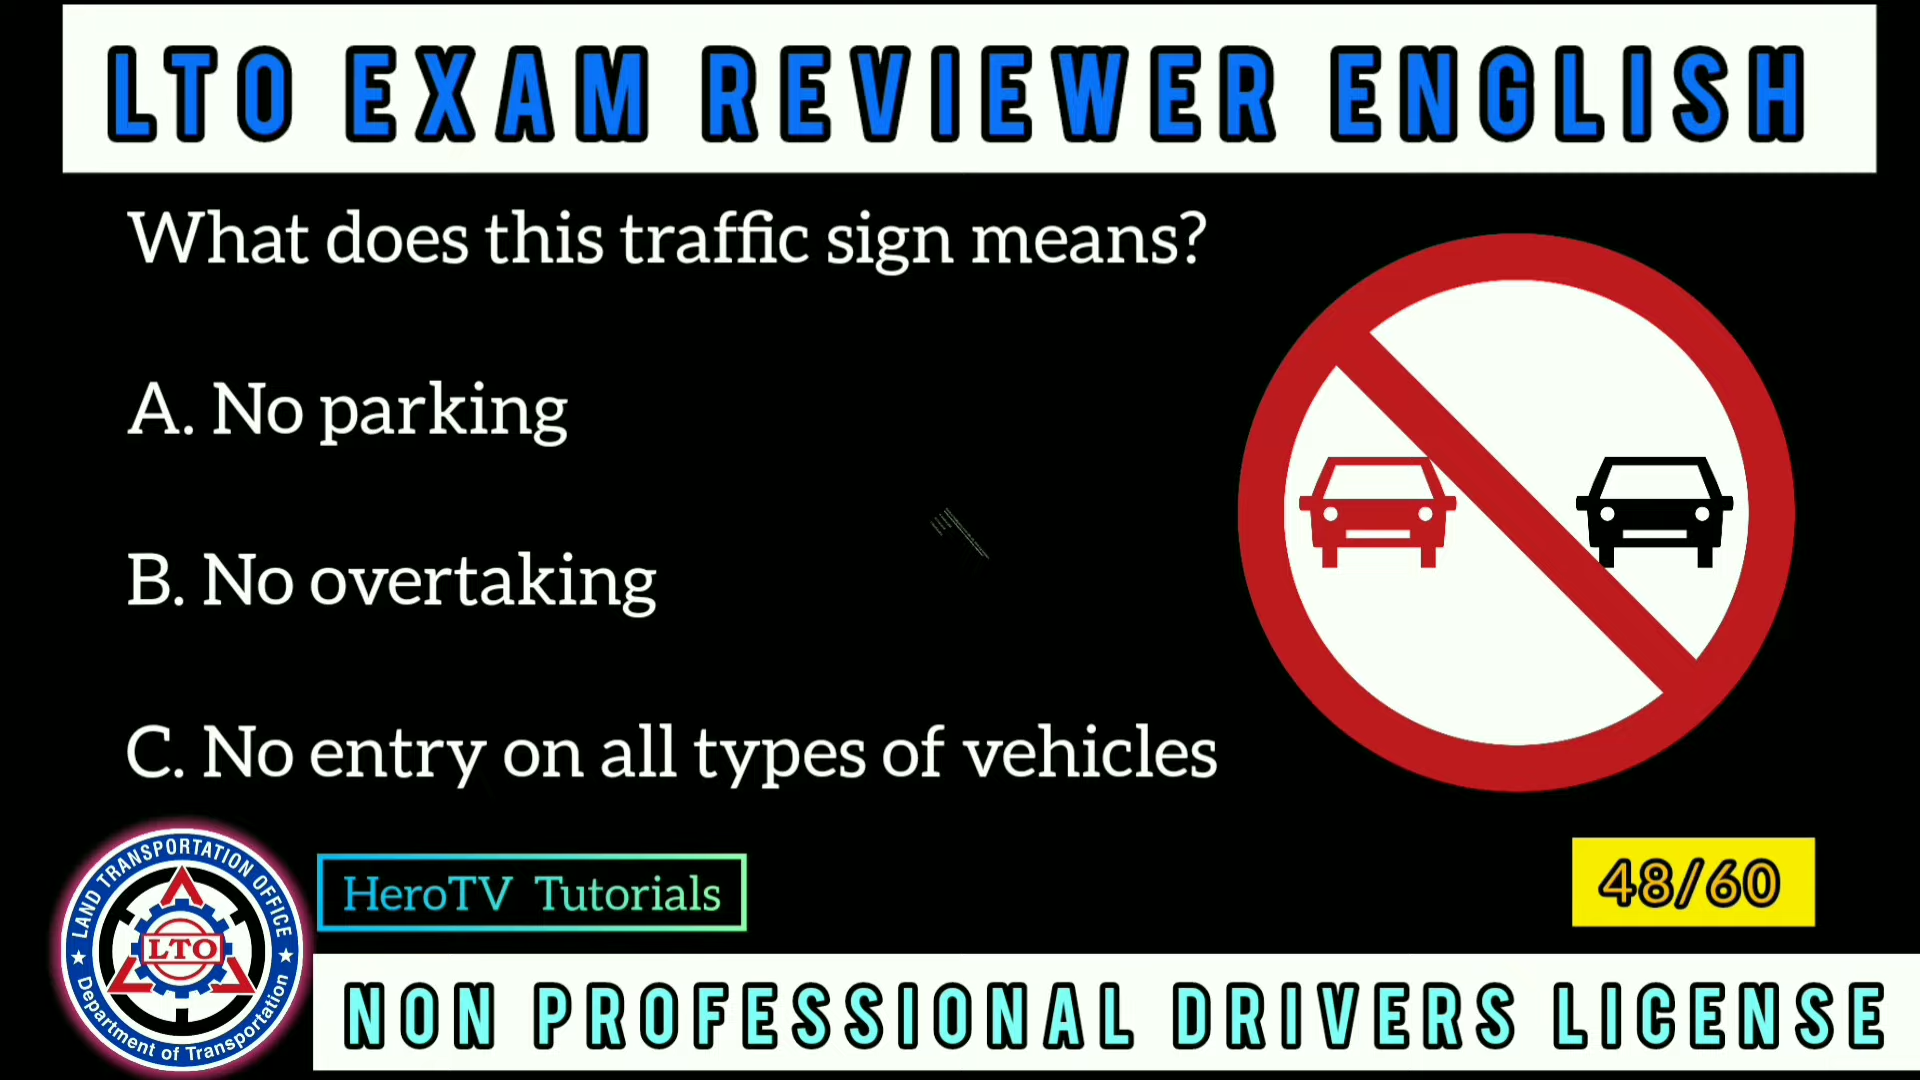 LTO EXAM REVIEWER ENGLISH
What does this traffic sign means?
A. No parking
B. No overtaking
C. No entry on all types of vehicles
LAND TRANSPORTATION OFFICE
LTO
Department of Transportation
HeroTV Tutorials
48/60
NON PROFESSIONAL DRIVERS LICENSE